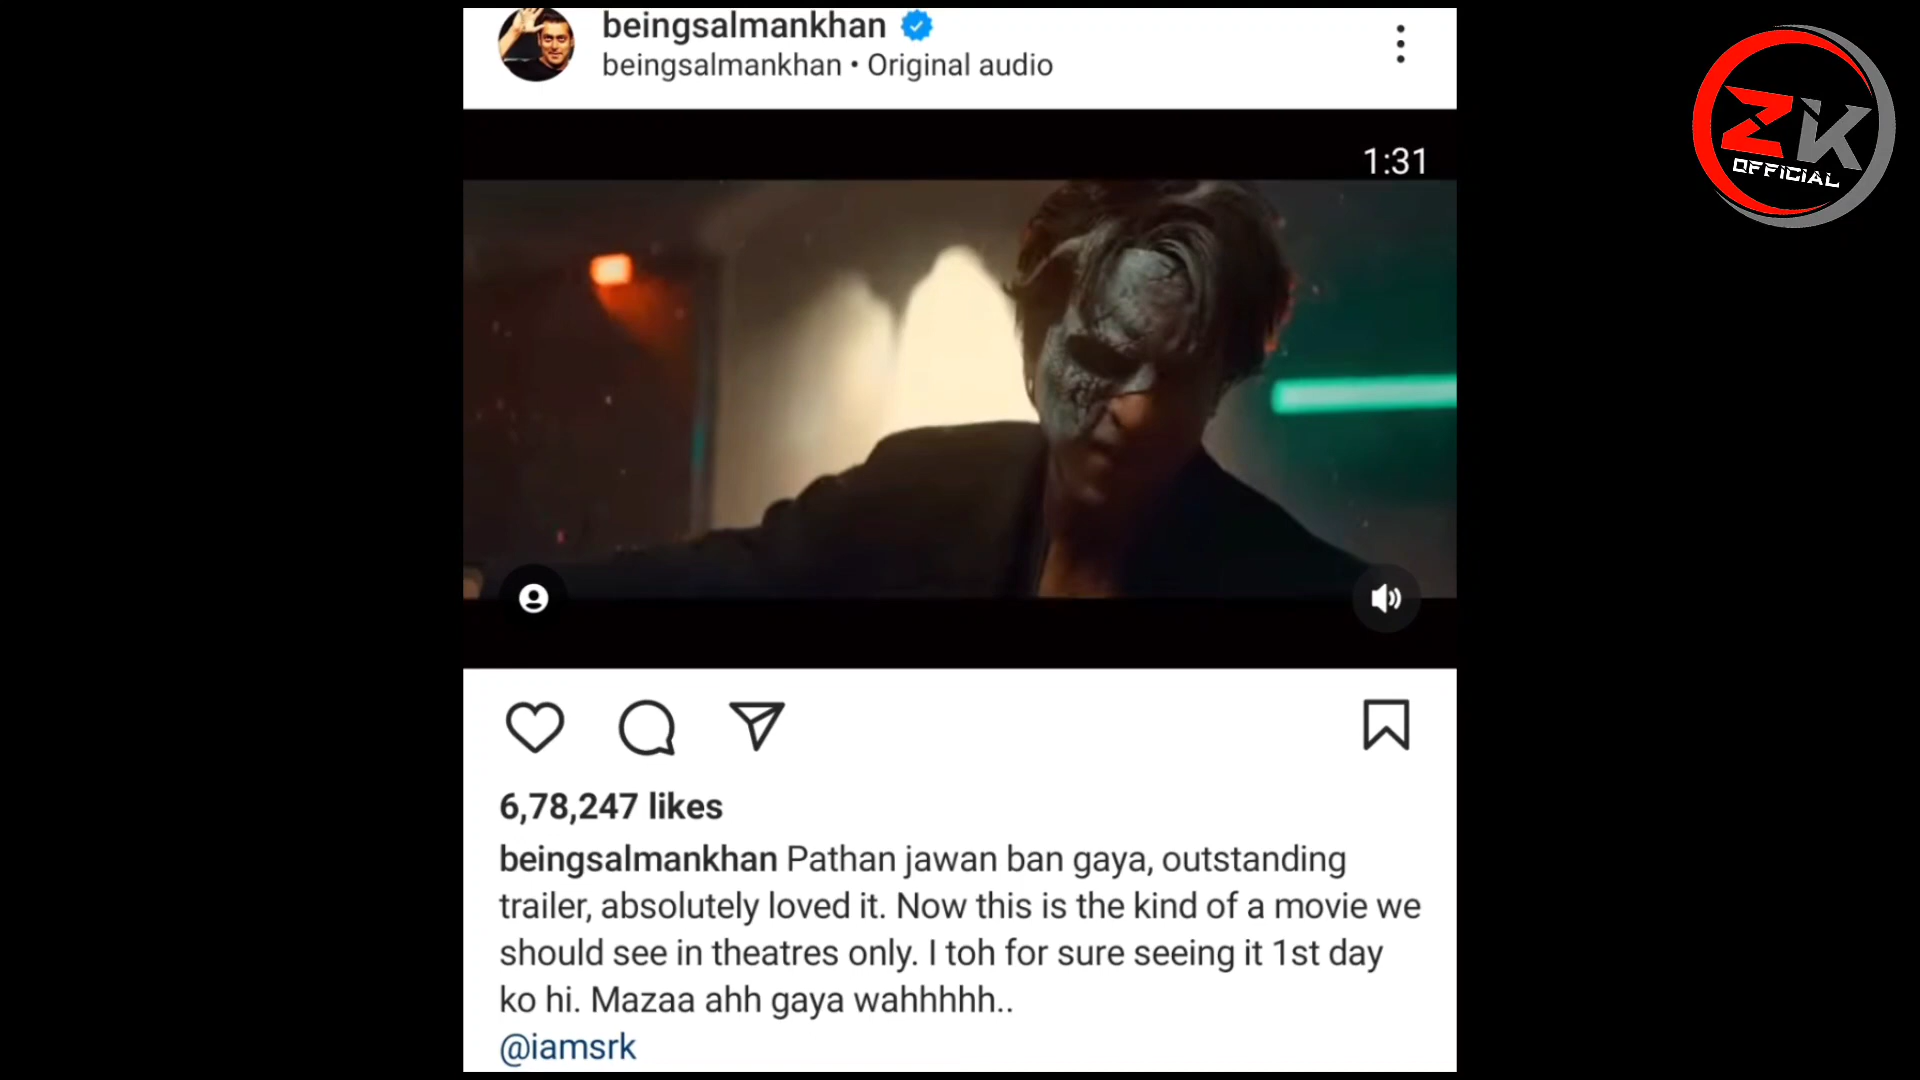 beingsalmankhan
beingsalmankhan • Original audio
1:31
ZK
OFFICIAL
6,78,247 likes
beingsalmankhan Pathan jawan ban gaya, outstanding
trailer, absolutely loved it. Now this is the kind of a movie we
should see in theatres only. I toh for sure seeing it 1st day
ko hi. Mazaa ahh gaya wahhhhh..
@iamsrk